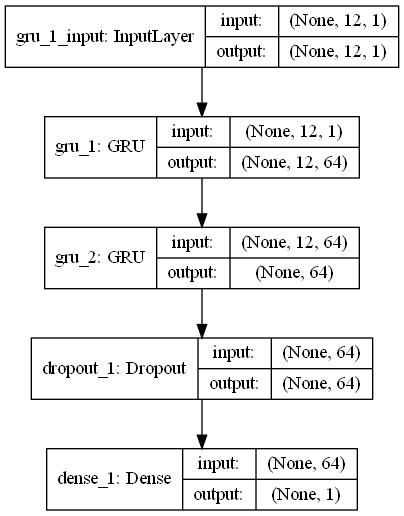 gru_1_input: InputLayer
input: (None, 12, 1)
output: (None, 12, 1)
gru_1: GRU
input: (None, 12, 1)
output: (None, 12, 64)
gru_2: GRU
input: (None, 12, 64)
output: (None, 64)
dropout_1: Dropout
input: (None, 64)
output: (None, 64)
dense_1: Dense
input: (None, 64)
output: (None, 1)